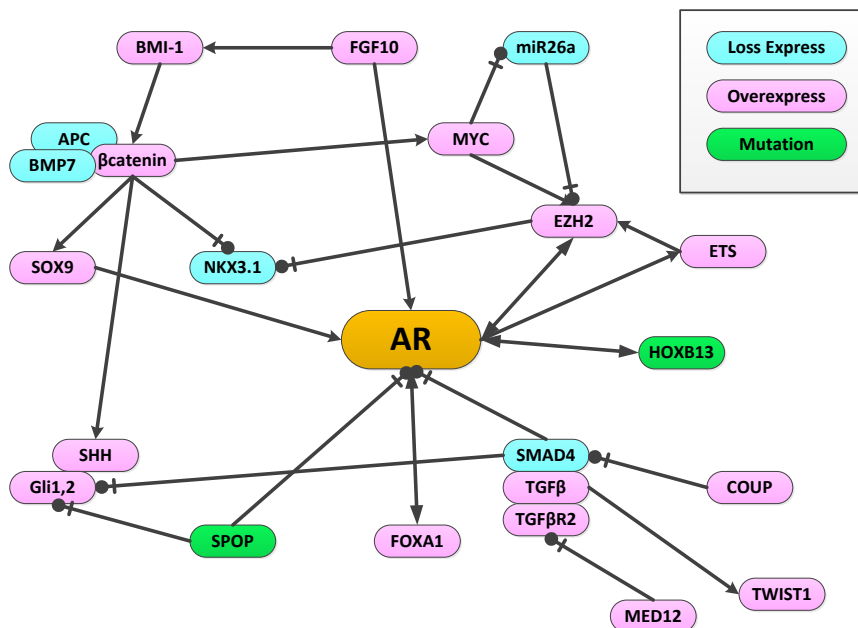 BMI-1
FGF10
miR26a
Loss Express
Overexpress
Mutation
APC
BMP7
βcatenin
MYC
EZH2
ETS
SOX9
NKX3.1
AR
HOXB13
SHH
Gli1,2
SMAD4
TGFβ
TGFβR2
COUP
SPOP
FOXA1
TWIST1
MED12